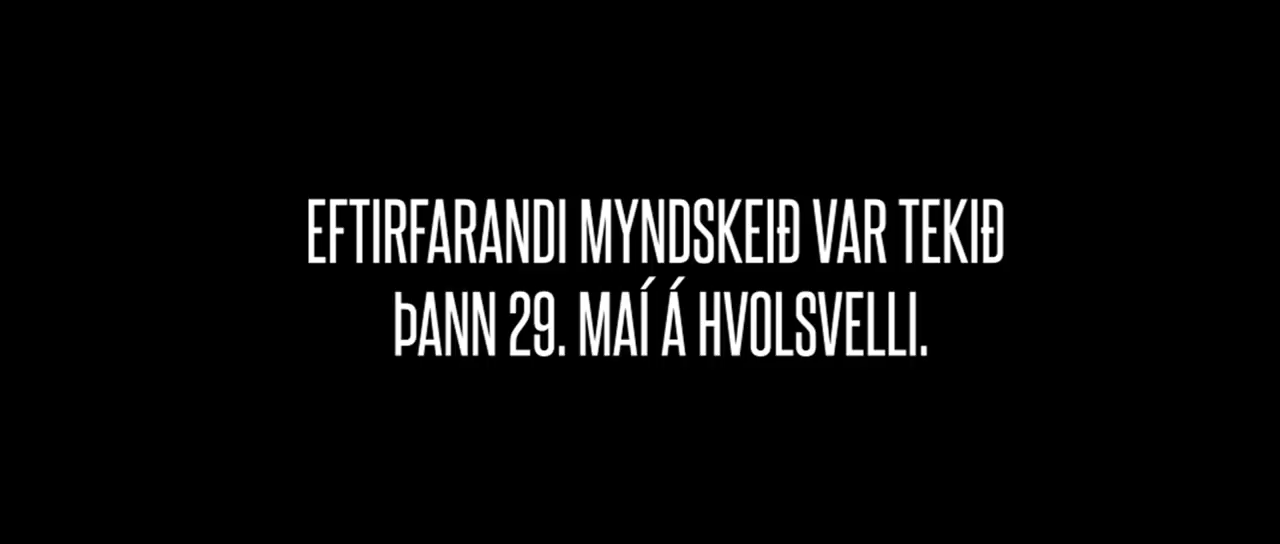 EFTIRFARANDI MYNDSKEIÐ VAR TEKIÐ
ÞANN 29. MAÍ Á HVOLSVELLI.